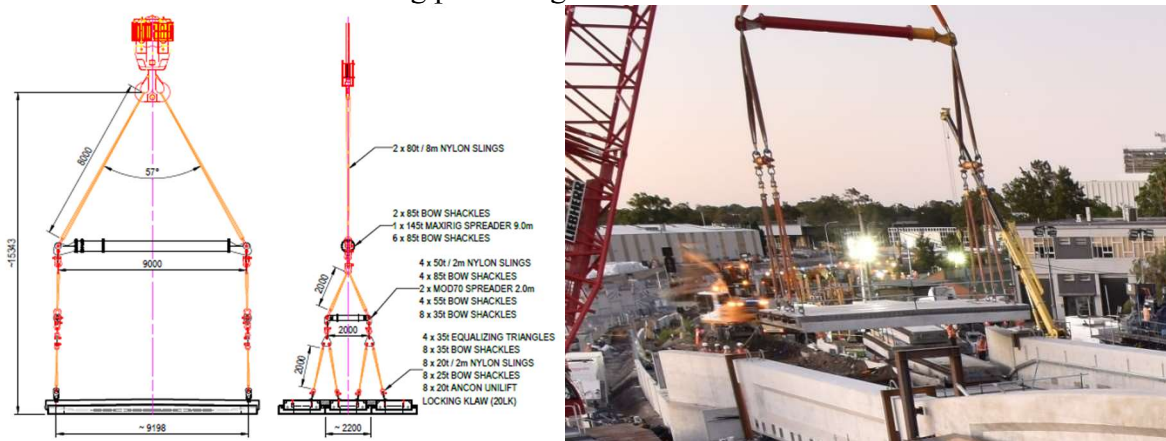 8000
57°
~15343
9000
~ 9198
2 x 80t / 8m NYLON SLINGS
2 x 85t BOW SHACKLES
1 x 145t MAXIRIG SPREADER 9.0m
6 x 85t BOW SHACKLES
4 x 50t / 2m NYLON SLINGS
4 x 85t BOW SHACKLES
2 x MOD70 SPREADER 2.0m
4 x 55t BOW SHACKLES
8 x 35t BOW SHACKLES
4 x 35t EQUALIZING TRIANGLES
8 x 35t BOW SHACKLES
8 x 20t / 2m NYLON SLINGS
8 x 25t BOW SHACKLES
8 x 20t ANCON UNILIFT
LOCKING KLAW (20LK)
2000
2000
2000
~ 2200
LIEBHERR
STS
STS